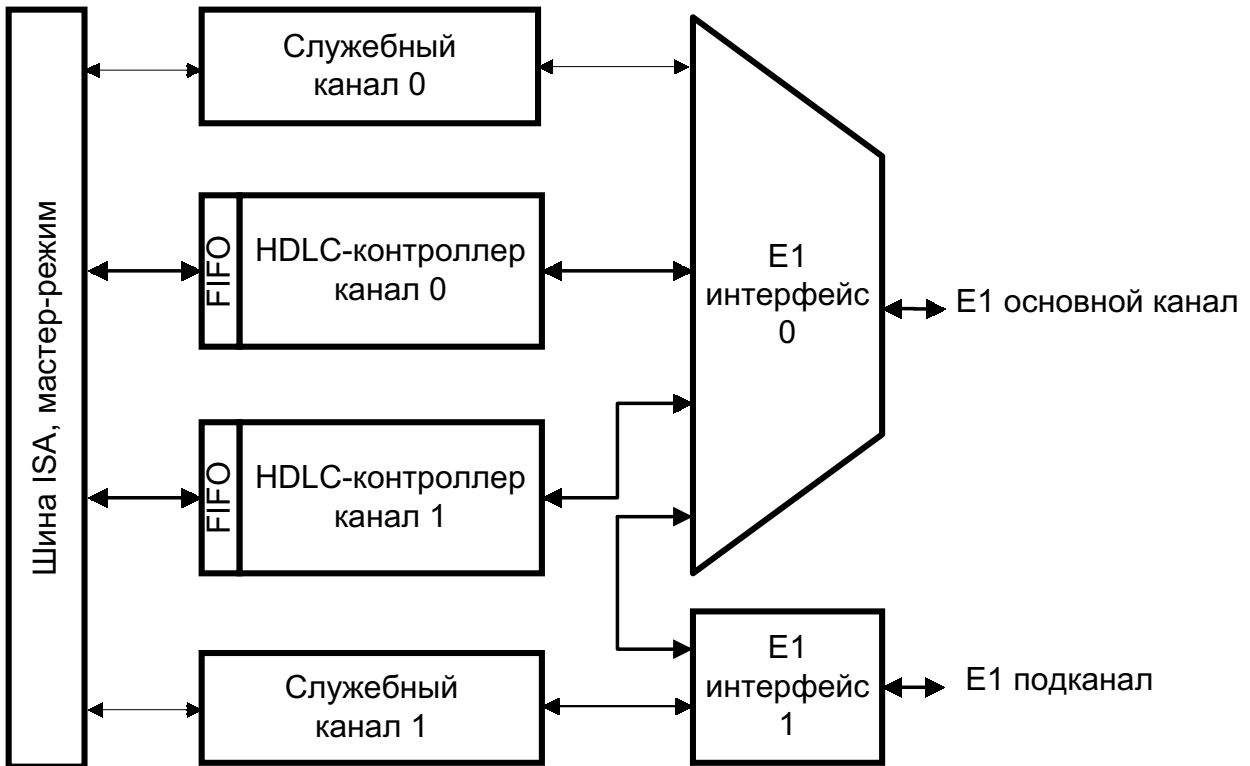 Шина ISA, мастер-режим
Служебный
канал 0
FIFO
HDLC-контроллер
канал 0
FIFO
HDLC-контроллер
канал 1
Служебный
канал 1
E1
интерфейс
0
E1 основной канал
E1
интерфейс
1
E1 подканал